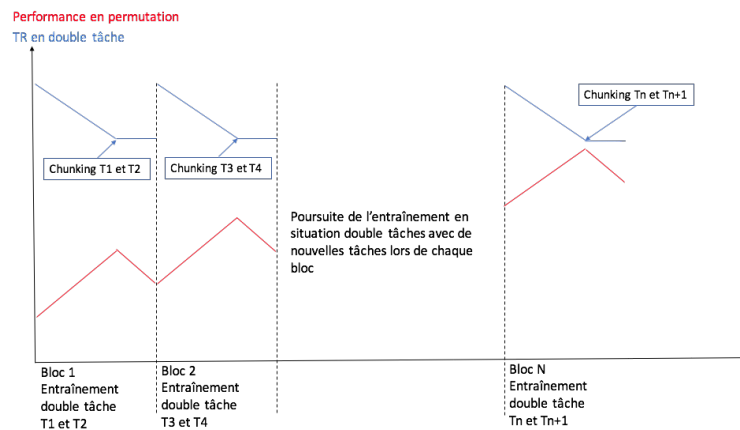 Performance en permutation
TR en double tâche
Chunking Tn et Tn+1
Chunking T1 et T2
Chunking T3 et T4
Poursuite de l'entraînement en
situation double tâches avec de
nouvelles tâches lors de chaque
bloc
Bloc 1
Entraînement
double tâche
T1 et T2
Bloc 2
Entraînement
double tâche
T3 et T4
Bloc N
Entraînement
double tâche
Tn et Tn+1